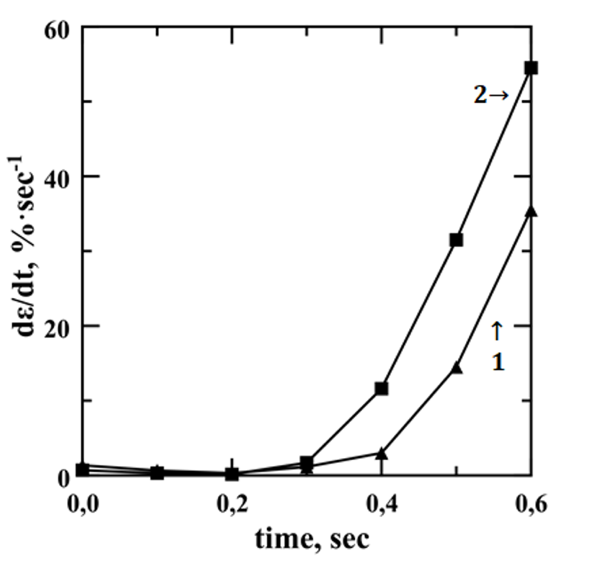 60
40
20
0
dε/dt, %·sec-1
2→
↑
1
0,0 0,2 0,4 0,6
time, sec